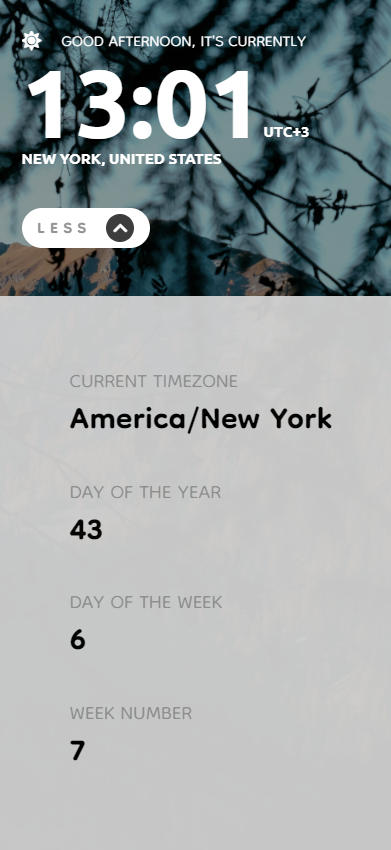 GOOD AFTERNOON, IT'S CURRENTLY
13:01 UTC+3
NEW YORK, UNITED STATES
LESS
CURRENT TIMEZONE
America/New York
DAY OF THE YEAR
43
DAY OF THE WEEK
6
WEEK NUMBER
7